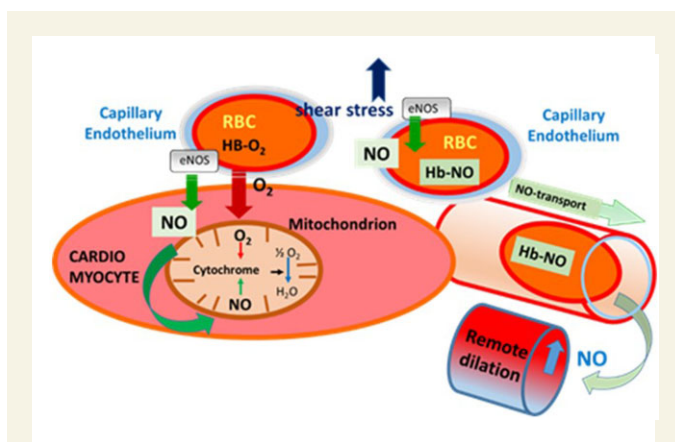 Capillary
Endothelium
RBC
HB-O₂
eNOS
O₂
NO
CARDIO
MYOCYTE
Mitochondrion
O₂
Cytochrome
½ O₂
H₂O
NO
shear stress
eNOS
NO
RBC
Hb-NO
Capillary
Endothelium
NO-transport
Hb-NO
Remote
dilation
NO